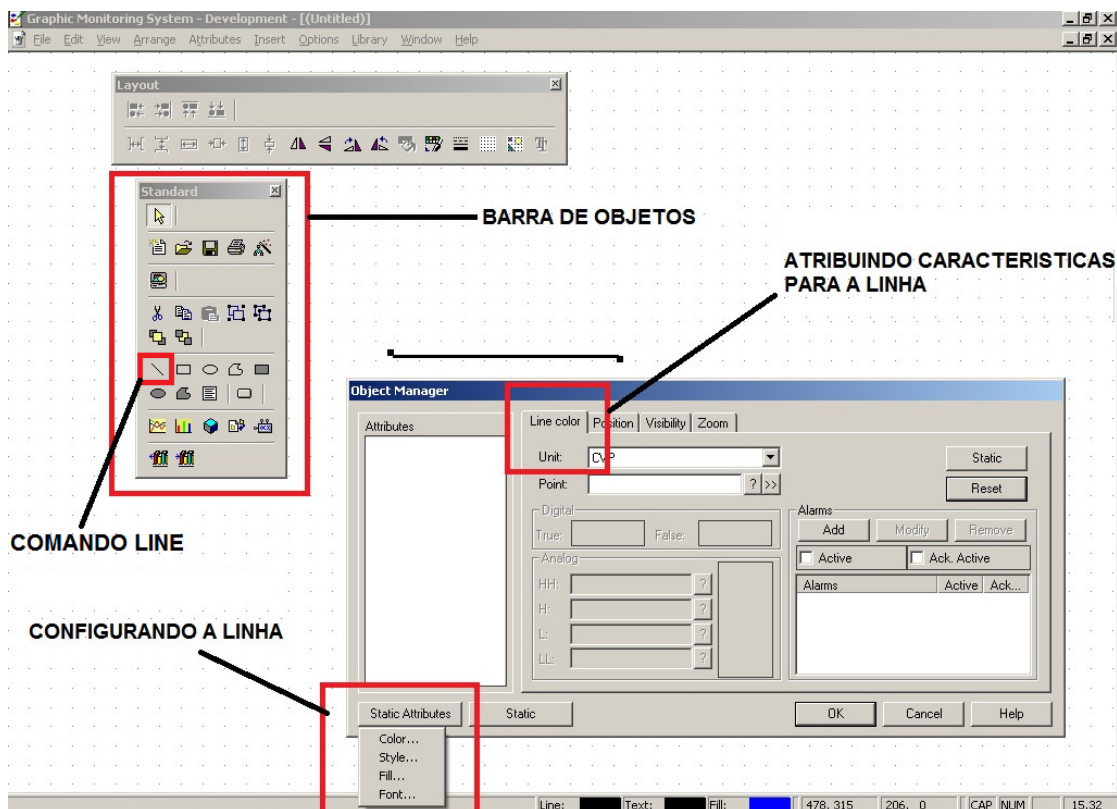 Graphic Monitoring System - Development - [(Untitled)]
File Edit View Arrange Attributes Insert Options Library Window Help
Layout
Standard
BARRA DE OBJETOS
ATRIBUINDO CARACTERISTICAS
PARA A LINHA
COMANDO LINE
CONFIGURANDO A LINHA
Object Manager
Attributes
Line color Position Visibility Zoom
Unit: CVP
Static
Point: ? >>
Reset
Digital
True: False:
Analog
HH: ?
H: ?
L: ?
LL: ?
Alarms
Add Modify Remove
Active Ack. Active
Alarms Active Ack...
Static Attributes Static
OK Cancel Help
Color...
Style...
Fill...
Font...
Line: Text: Fill: 478, 315 206, 0 CAP NUM 15.32